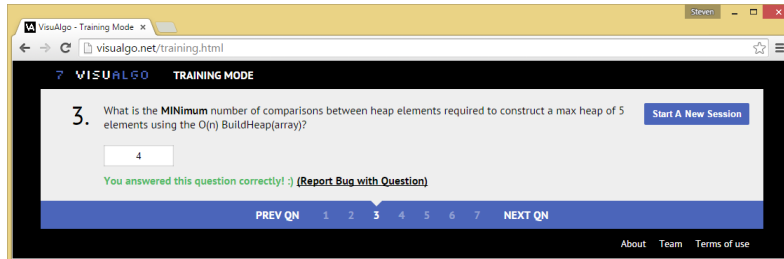 Steven
VisuAlgo - Training Mode
visualgo.net/training.html
7 VISUALGO TRAINING MODE
3. What is the MINimum number of comparisons between heap elements required to construct a max heap of 5
elements using the O(n) BuildHeap(array)?
Start A New Session
4
You answered this question correctly! :) (Report Bug with Question)
PREV QN 1 2 3 4 5 6 7 NEXT QN
About Team Terms of use